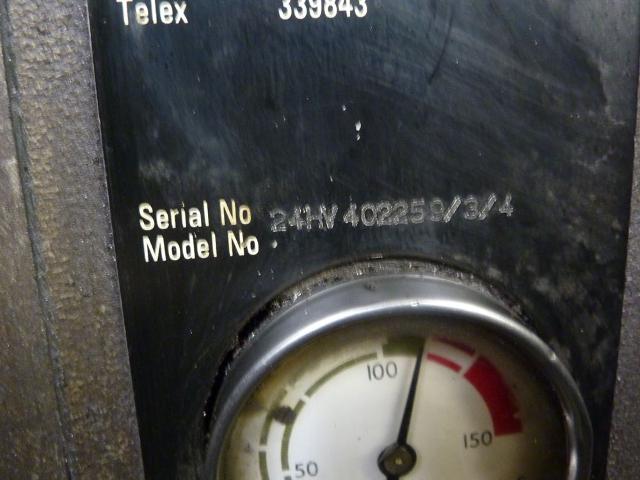 Telex 339843
Serial No 24HV 402259/3/4
Model No
100
150
50